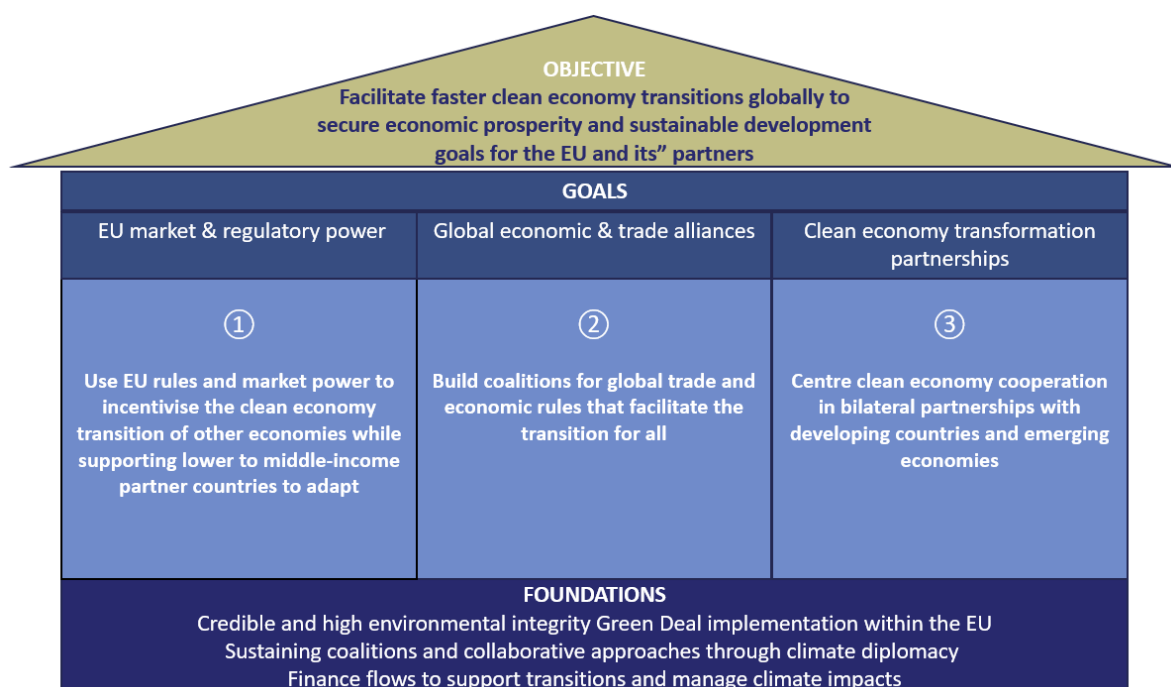 OBJECTIVE
Facilitate faster clean economy transitions globally to
secure economic prosperity and sustainable development
goals for the EU and its” partners
GOALS
EU market & regulatory power
Global economic & trade alliances
Clean economy transformation
partnerships
①
Use EU rules and market power to
incentivise the clean economy
transition of other economies while
supporting lower to middle-income
partner countries to adapt
②
Build coalitions for global trade and
economic rules that facilitate the
transition for all
③
Centre clean economy cooperation
in bilateral partnerships with
developing countries and emerging
economies
FOUNDATIONS
Credible and high environmental integrity Green Deal implementation within the EU
Sustaining coalitions and collaborative approaches through climate diplomacy
Finance flows to support transitions and manage climate impacts